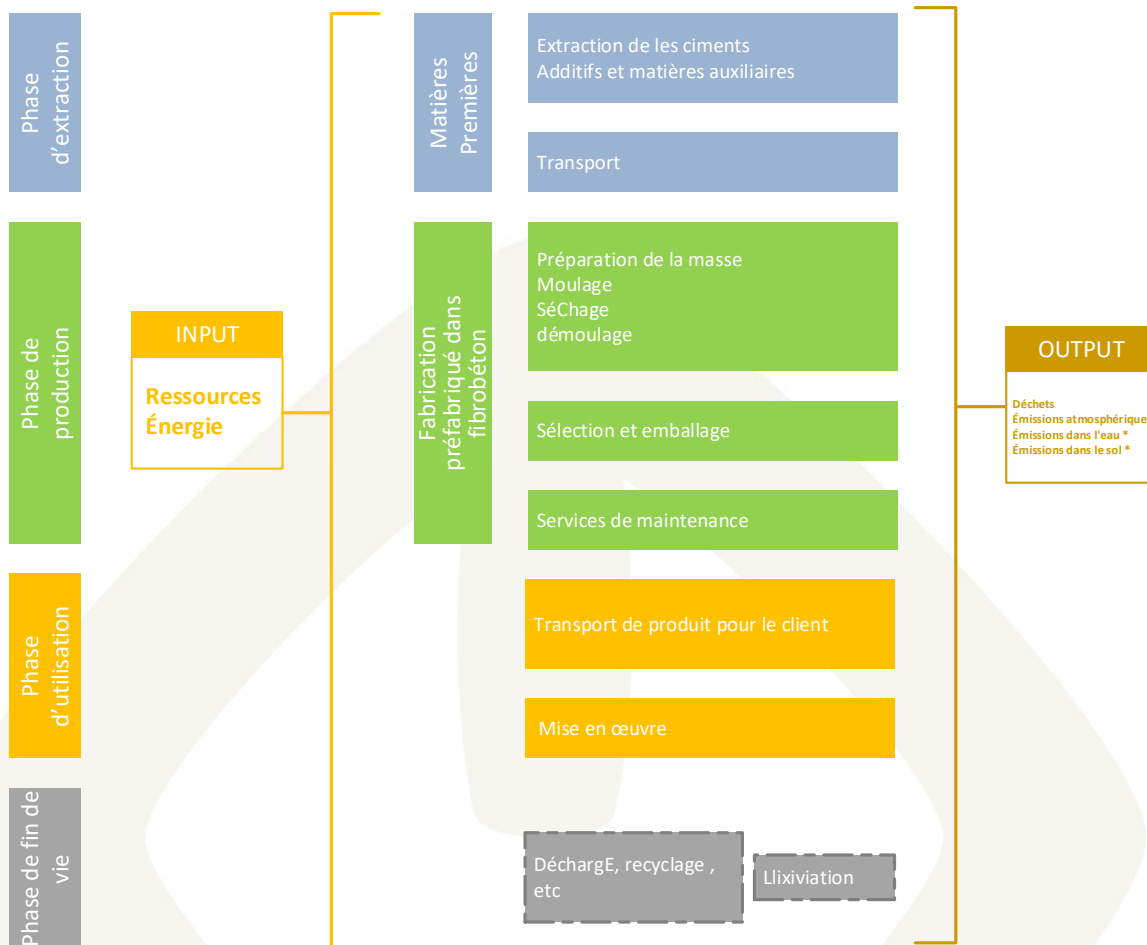 Phase
d'extraction
Matières
Premières
Extraction de les ciments
Additifs et matières auxiliaires
Transport
Phase de
production
INPUT
Ressources
Énergie
Fabrication
préfabriqué dans
fibrobéton
Préparation de la masse
Moulage
SéChage
démoulage
Sélection et emballage
Services de maintenance
OUTPUT
Déchets
Émissions atmosphérique
Émissions dans l'eau *
Émissions dans le sol *
Phase
d'utilisation
Transport de produit pour le client
Mise en œuvre
Phase de fin de
vie
DéchargE, recyclage ,
etc
Llixiviation